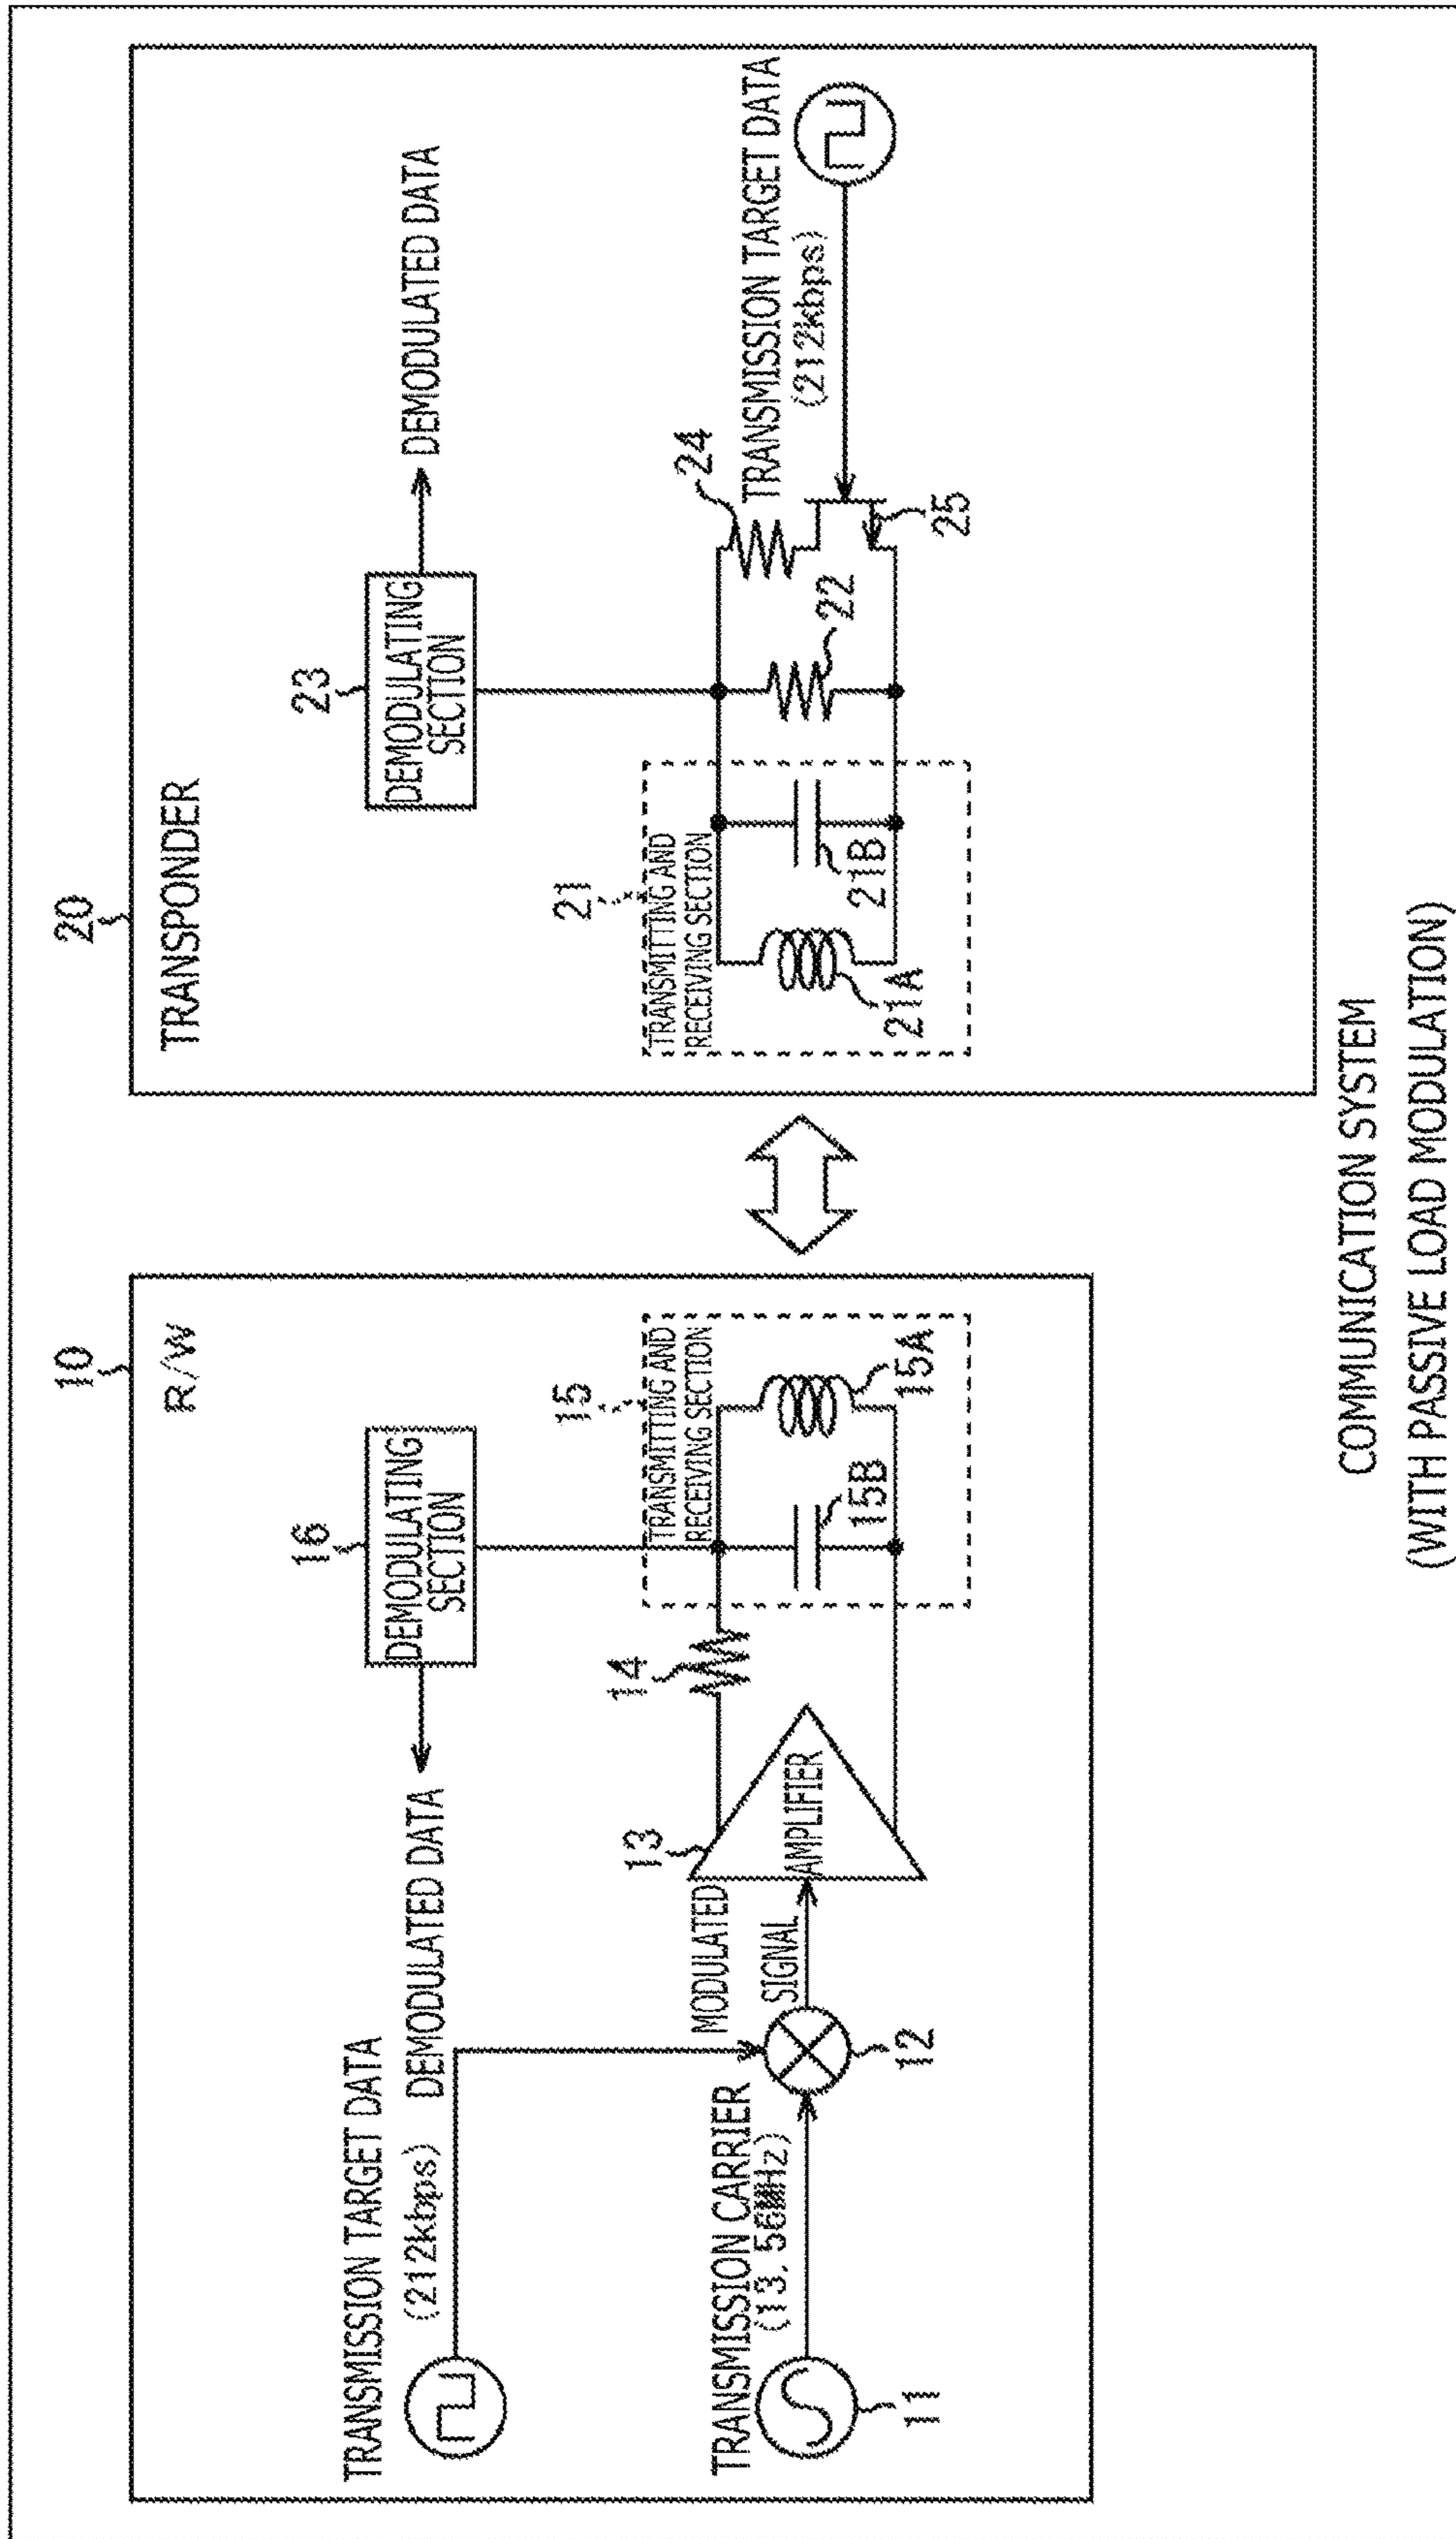 10
R/W
TRANSMISSION TARGET DATA
(212kbps)
DEMODULATED DATA
16
DEMODULATING
SECTION
15
TRANSMITTING AND
RECEIVING SECTION
TRANSMISSION CARRIER
(13.56MHz)
MODULATED
SIGNAL
13
AMPLIFIER
14
15B
15A
11
12
20
TRANSPONDER
23
DEMODULATING
SECTION
DEMODULATED DATA
21
TRANSMITTING AND
RECEIVING SECTION
21A
21B
22
24
TRANSMISSION TARGET DATA
(212kbps)
25
COMMUNICATION SYSTEM
(WITH PASSIVE LOAD MODULATION)